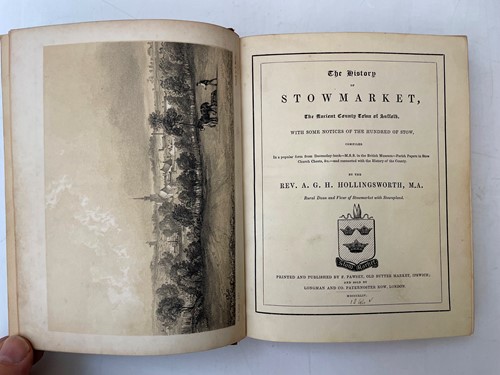 The History
OF
STOWMARKET,
The Ancient County Town of Suffolk,
WITH SOME NOTICES OF THE HUNDRED OF STOW,
COMPILED
In a popular form from Doomsday-book—M.S.S. in the British Museum—Parish Papers in Stow
Church Chests, &c.—and connected with the History of the County.
BY THE
REV. A. G. H. HOLLINGSWORTH, M.A.
Rural Dean and Vicar of Stowmarket with Stowupland.
PRINTED AND PUBLISHED BY F. PAWSEY, OLD BUTTER MARKET, IPSWICH;
AND SOLD BY
LONGMAN AND CO. PATERNOSTER ROW, LONDON.